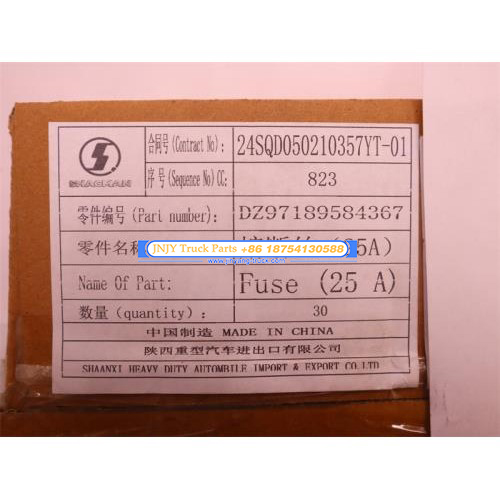 SHACMAN
合同号(Contract No): 24SQD050210357YT-01
序号(Sequence No)CC: 823
零件编号(Part number): DZ97189584367
零件名称 (25A)
JNJY Truck Parts +86 18754130588
Name Of Part: Fuse (25 A)
数量(quantity): 30
中国制造 MADE IN CHINA
陕西重型汽车进出口有限公司
SHAANXI HEAVY DUTY AUTOMBILE IMPORT & EXPORT CO.LTD